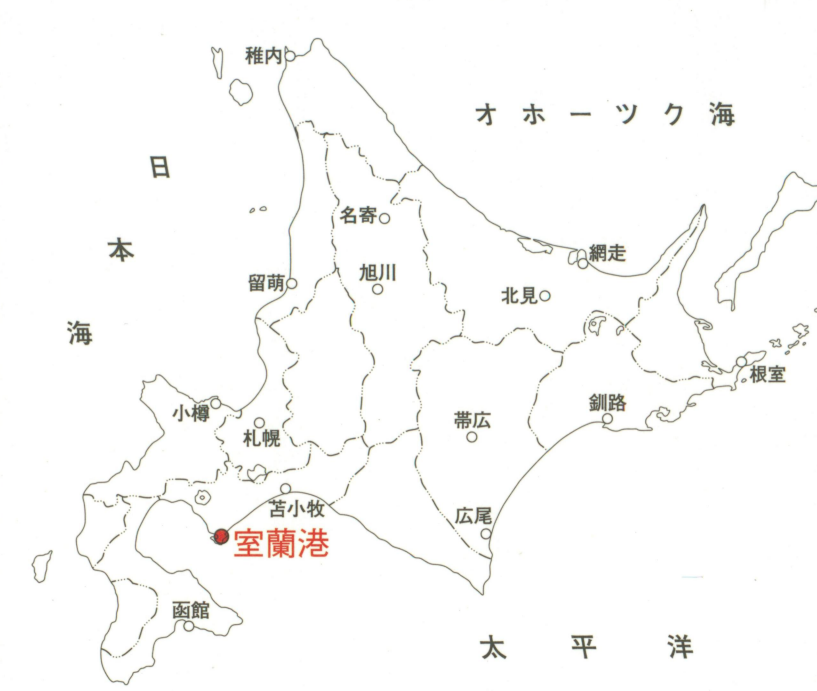 稚内
オホーツク海
日本海
名寄
網走
留萌
旭川
北見
根室
小樽
釧路
札幌
帯広
苫小牧
広尾
室蘭港
函館
太平洋